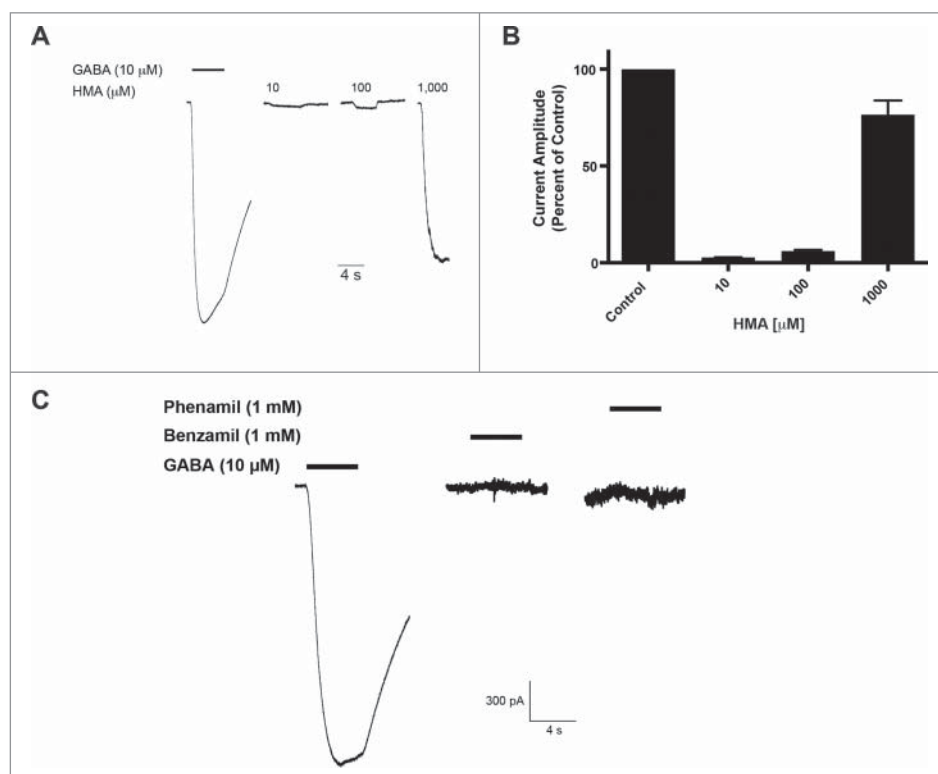 A
GABA (10 µM)
HMA (µM)
10
100
1,000
4 s
B
Current Amplitude
(Percent of Control)
100
50
0
Control
10
100
1000
HMA [µM]
C
Phenamil (1 mM)
Benzamil (1 mM)
GABA (10 µM)
300 pA
4 s